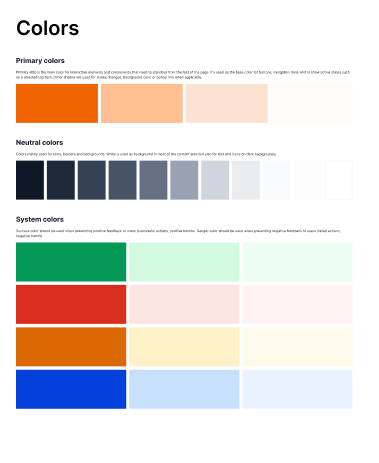 Colors
Primary colors
Primary 400 is the main color for interactive elements and components that need to standout from the rest of the page. It's used as the base color for buttons, navigation links and to show active states such
as a selected tab item. Other shades are used for states changes, background color or border line when applicable.
Neutral colors
Colors mainly used for texts, borders and backgrounds. White is used as background in most of the content area but also for text and icons on dark backgrounds.
System colors
Success color should be used when presenting positive feedback to users (successful actions, positive trends). Danger color should be used when presenting negative feedback to users (failed actions,
negative trends).